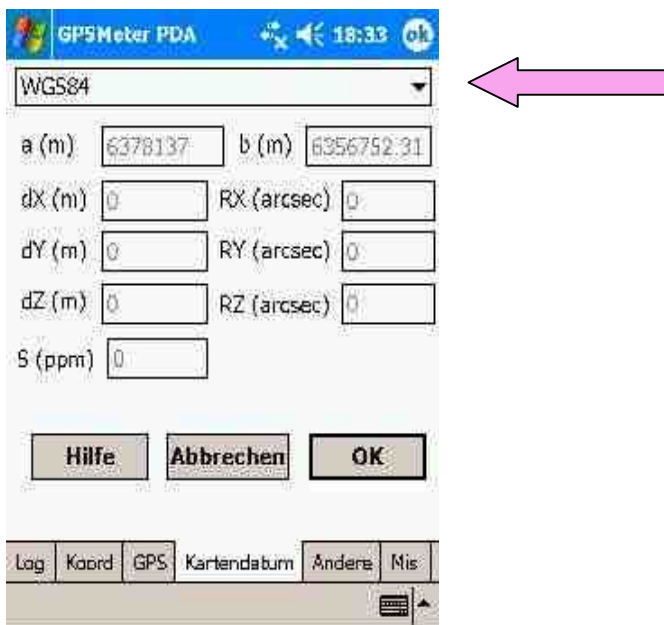 GPSMeter PDA 18:33 ok
WGS84
a (m) 6378137 b (m) 6356752.31
dX (m) 0 RX (arcsec) 0
dY (m) 0 RY (arcsec) 0
dZ (m) 0 RZ (arcsec) 0
S (ppm) 0
Hilfe Abbrechen OK
Log Koord GPS Kartendatum Andere Mis